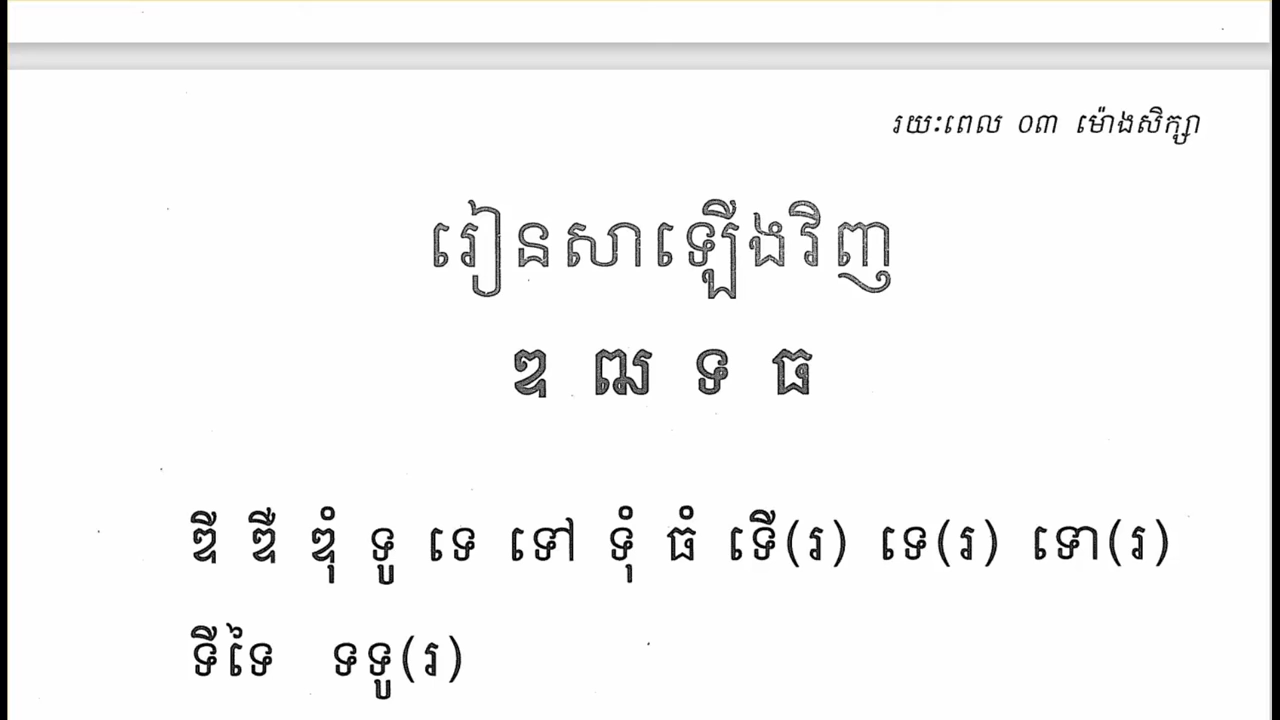 រយៈពេល ០៣ ម៉ោងសិក្សា
រៀនសាឡើងវិញ
ឌ ឍ ទ ធ
ឌី ឌឺ ឌុំ ទូ ទេ ទៅ ទុំ ធំ ទើ(រ) ទេ(រ) ទោ(រ)
ទីទៃ ទទូ(រ)